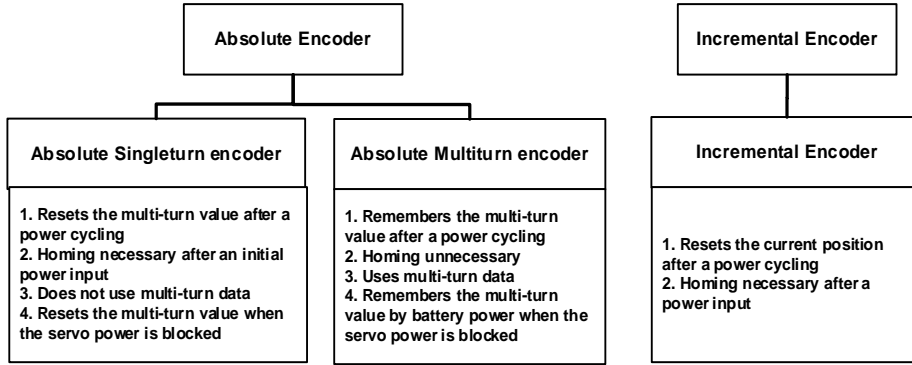 Absolute Encoder
Incremental Encoder
Absolute Singleturn encoder
Absolute Multiturn encoder
Incremental Encoder
1. Resets the multi-turn value after a
power cycling
2. Homing necessary after an initial
power input
3. Does not use multi-turn data
4. Resets the multi-turn value when
the servo power is blocked
1. Remembers the multi-turn
value after a power cycling
2. Homing unnecessary
3. Uses multi-turn data
4. Remembers the multi-turn
value by battery power when the
servo power is blocked
1. Resets the current position
after a power cycling
2. Homing necessary after a
power input